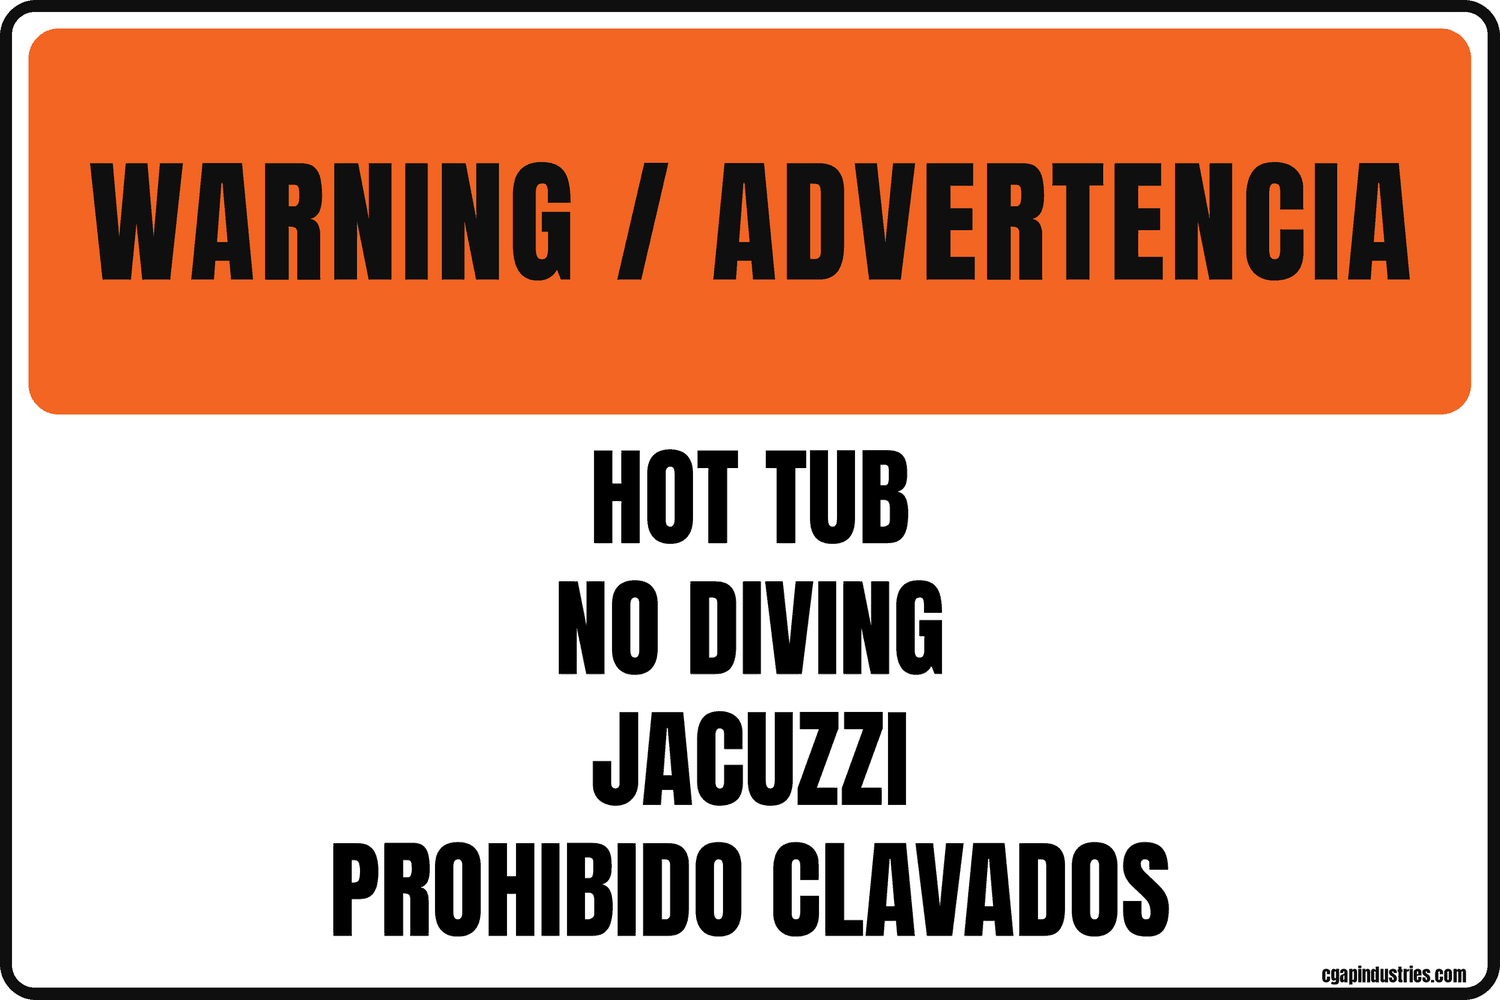 WARNING / ADVERTENCIA
HOT TUB
NO DIVING
JACUZZI
PROHIBIDO CLAVADOS
cgapindustries.com